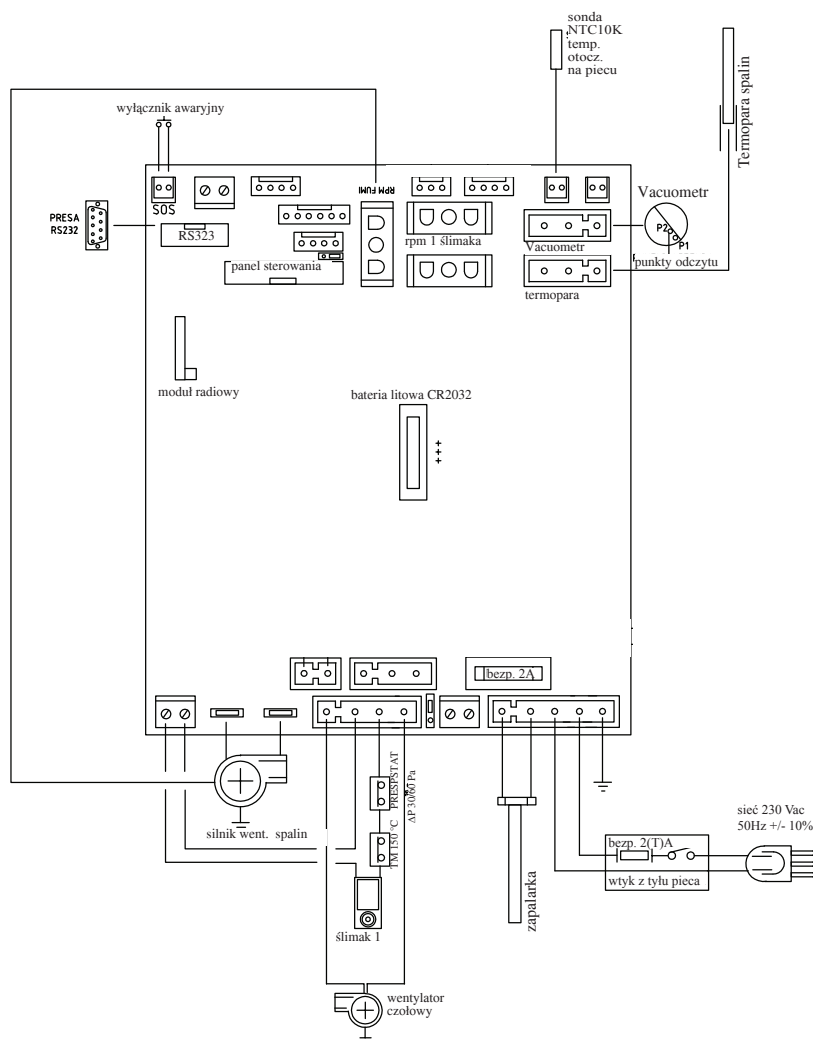 sonda
NTC10K
temp.
otocz.
na piecu
Termopara spalin
wyłącznik awaryjny
SOS
RPM FUMI
PRESA
RS232
RS323
panel sterowania
rpm 1 ślimaka
Vacuometr
Vacuometr
P2
P1
punkty odczytu
termopara
moduł radiowy
bateria litowa CR2032
+++
bezp. 2A
silnik went. spalin
PRESPSTAT
ΔP 30/60 Pa
TM 150 °C
ślimak 1
wentylator
czołowy
zapalarka
sieć 230 Vac
50Hz +/- 10%
bezp. 2(T)A
wtyk z tyłu pieca